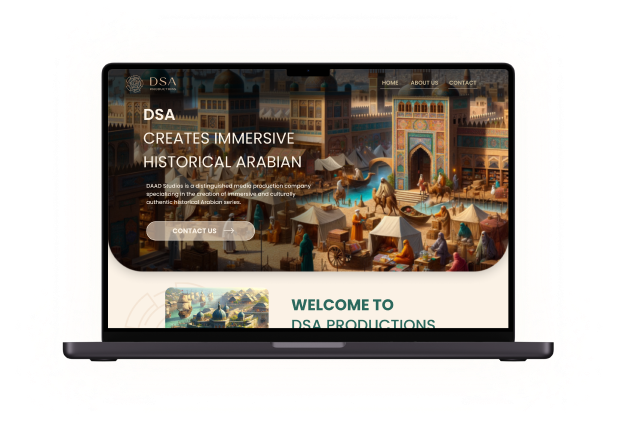 DSA
PRODUCTIONS
HOME
ABOUT US
CONTACT
DSA
CREATES IMMERSIVE
HISTORICAL ARABIAN
DAAD Studios is a distinguished media production company
specializing in the creation of immersive and culturally
authentic historical Arabian series.
CONTACT US
WELCOME TO
DSA PRODUCTIONS